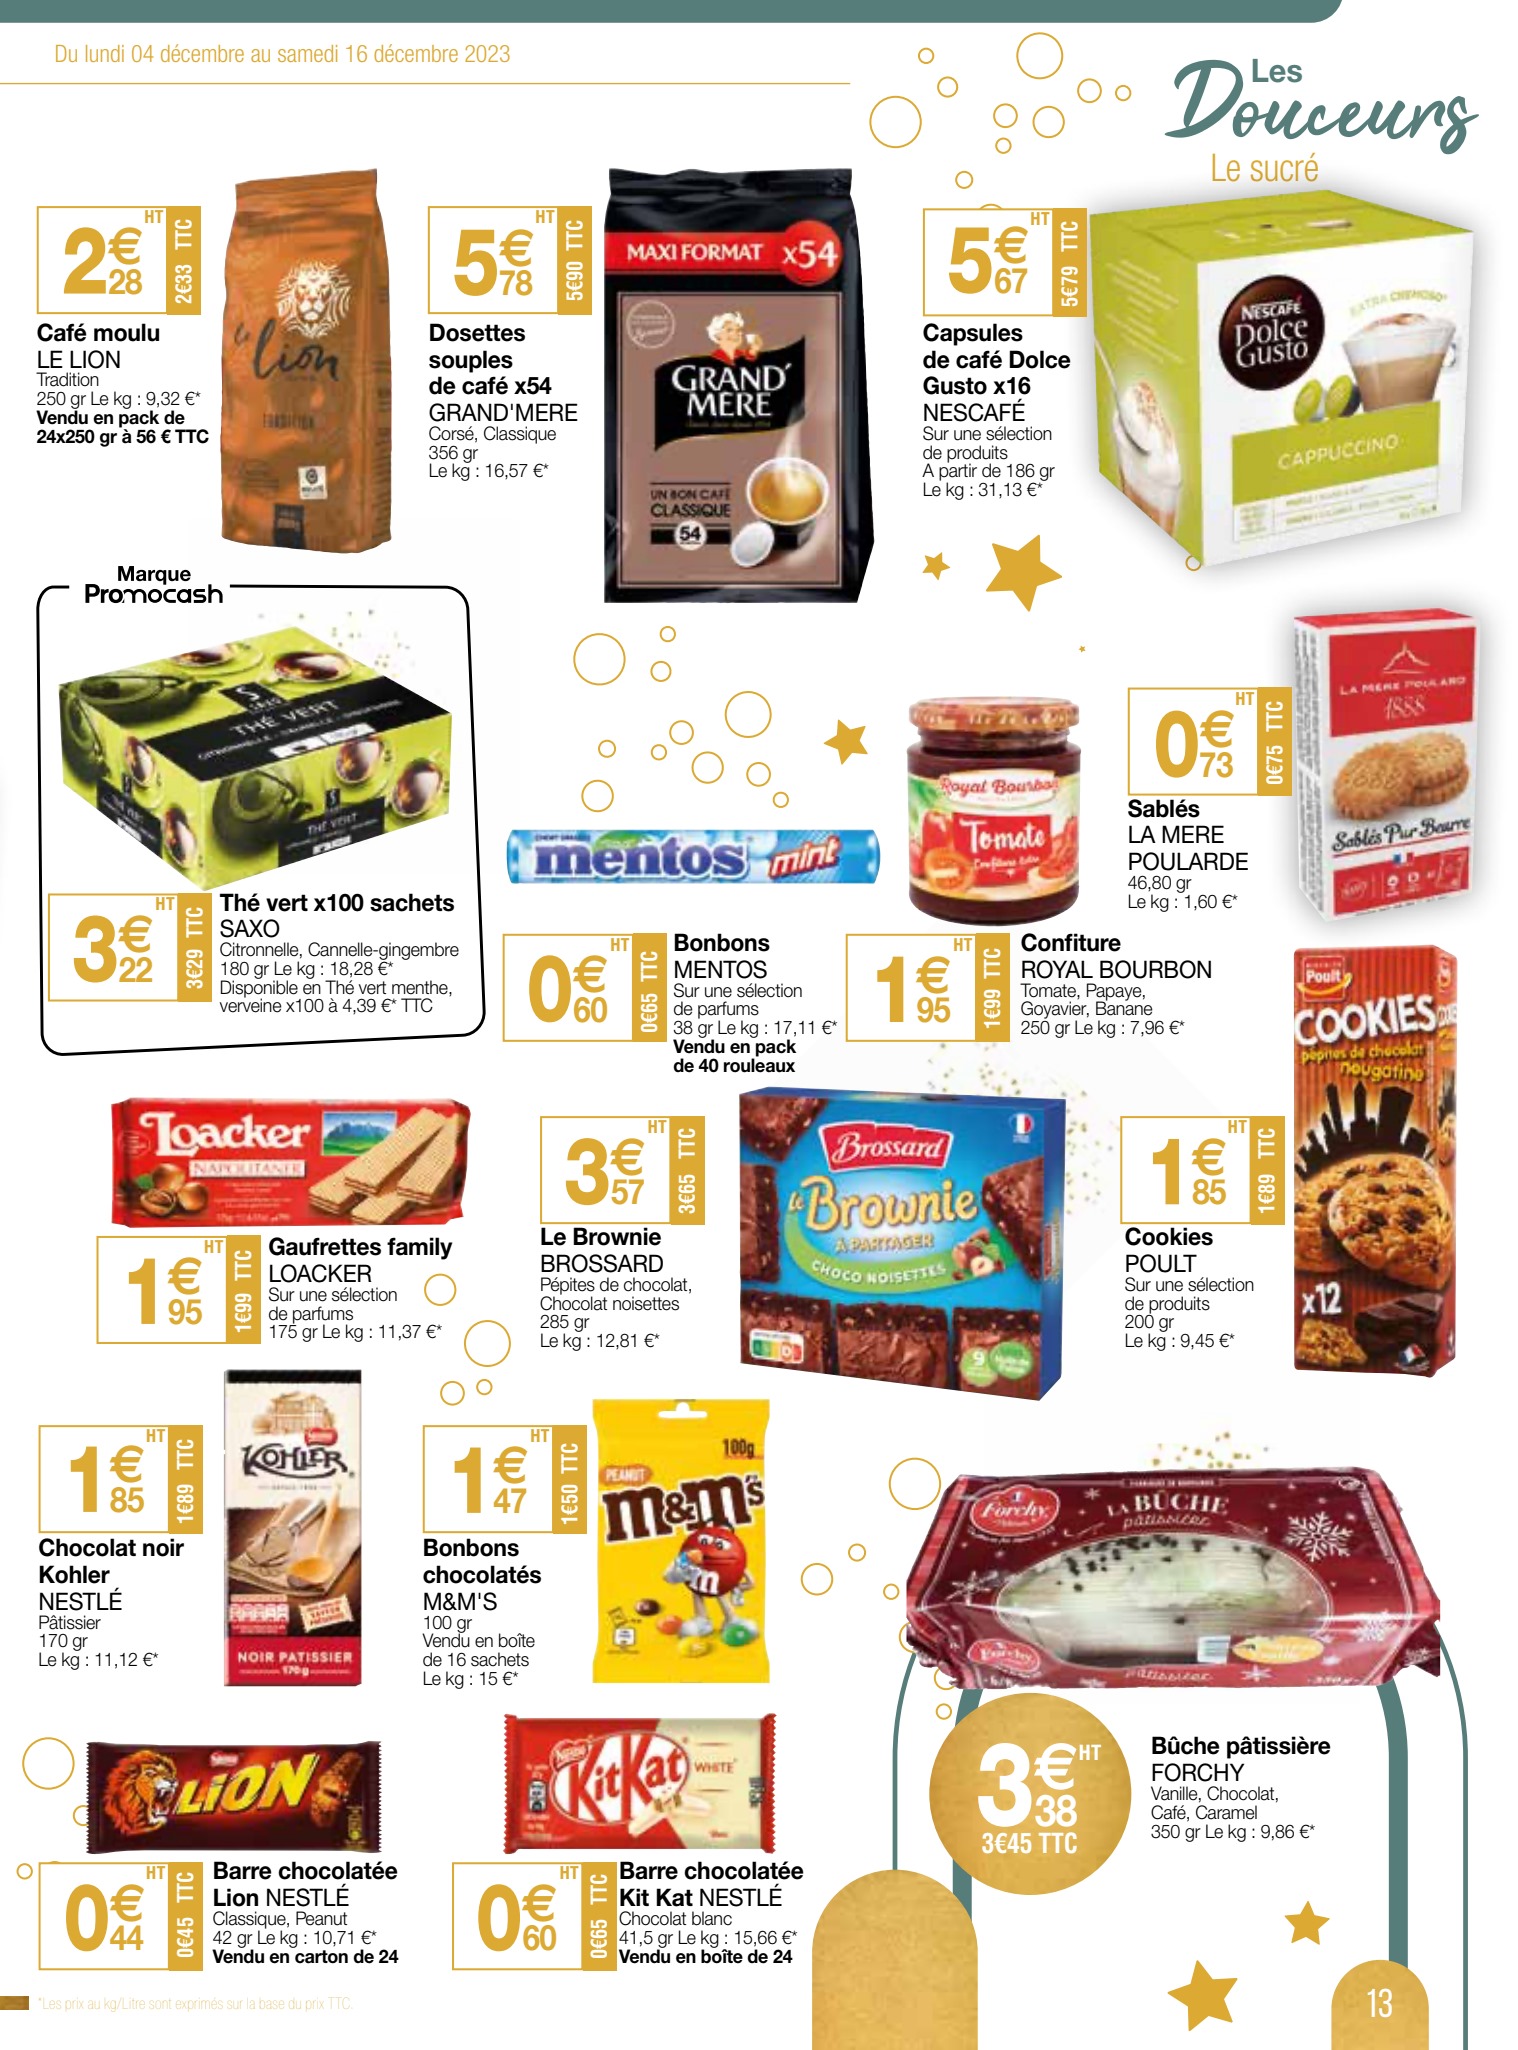 Du lundi 04 décembre au samedi 16 décembre 2023
Les
Douceurs
Le sucré
2€28 HT
2€33 TTC
Café moulu
LE LION
Tradition
250 gr Le kg : 9,32 €*
Vendu en pack de
24x250 gr à 56 € TTC
le lion
TRADITION
5€78 HT
5€90 TTC
Dosettes
souples
de café x54
GRAND'MERE
Corsé, Classique
356 gr
Le kg : 16,57 €*
MAXI FORMAT x54
GRAND'
MÈRE
UN BON CAFÉ
CLASSIQUE
54
5€67 HT
5€79 TTC
Capsules
de café Dolce
Gusto x16
NESCAFÉ
Sur une sélection
de produits
A partir de 186 gr
Le kg : 31,13 €*
NESCAFÉ
Dolce
Gusto
EXTRA CREMOSO
CAPPUCCINO
Marque
Promocash
THÉ VERT
THÉ VERT
3€22 HT
3€29 TTC
Thé vert x100 sachets
SAXO
Citronnelle, Cannelle-gingembre
180 gr Le kg : 18,28 €*
Disponible en Thé vert menthe,
verveine x100 à 4,39 €* TTC
mentos mint
0€60 HT
0€65 TTC
Bonbons
MENTOS
Sur une sélection
de parfums
38 gr Le kg : 17,11 €*
Vendu en pack
de 40 rouleaux
Royal Bourbon
Tomate
1€95 HT
1€99 TTC
Confiture
ROYAL BOURBON
Tomate, Papaye,
Goyavier, Banane
250 gr Le kg : 7,96 €*
0€73 HT
0€75 TTC
Sablés
LA MERE
POULARDE
46,80 gr
Le kg : 1,60 €*
LA MERE POULARD
1888
Sablés Pur Beurre
Loacker
NAPOLITANER
1€95 HT
1€99 TTC
Gaufrettes family
LOACKER
Sur une sélection
de parfums
175 gr Le kg : 11,37 €*
3€57 HT
3€65 TTC
Le Brownie
BROSSARD
Pépites de chocolat,
Chocolat noisettes
285 gr
Le kg : 12,81 €*
Brossard
le Brownie
A PARTAGER
CHOCO NOISETTES
9
1€85 HT
1€89 TTC
Cookies
POULT
Sur une sélection
de produits
200 gr
Le kg : 9,45 €*
Poult
COOKIES
pépites de chocolat
nougatine
x12
1€85 HT
1€89 TTC
Chocolat noir
Kohler
NESTLÉ
Pâtissier
170 gr
Le kg : 11,12 €*
Nestlé
KOHLER
NOIR PATISSIER
170g
1€47 HT
1€50 TTC
Bonbons
chocolatés
M&M'S
100 gr
Vendu en boîte
de 16 sachets
Le kg : 15 €*
100g
PEANUT
m&m's
Forchy
LA BÛCHE
pâtissière
Forchy
pâtissière
3€38 HT
3€45 TTC
Bûche pâtissière
FORCHY
Vanille, Chocolat,
Café, Caramel
350 gr Le kg : 9,86 €*
Nestlé
LION
0€44 HT
0€45 TTC
Barre chocolatée
Lion NESTLÉ
Classique, Peanut
42 gr Le kg : 10,71 €*
Vendu en carton de 24
Nestlé
KitKat
WHITE
0€60 HT
0€65 TTC
Barre chocolatée
Kit Kat NESTLÉ
Chocolat blanc
41,5 gr Le kg : 15,66 €*
Vendu en boîte de 24
*Les prix au kg/Litre sont exprimés sur la base du prix TTC.
13